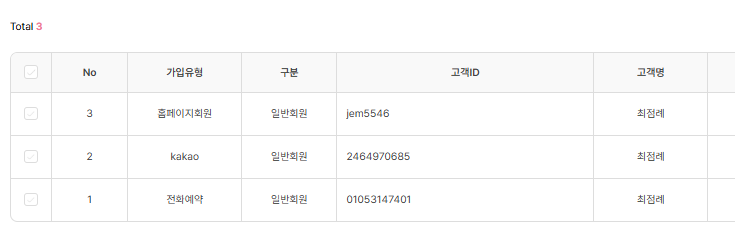 Total 3
No 가입유형 구분 고객ID 고객명
3 홈페이지회원 일반회원 jem5546 최점례
2 kakao 일반회원 2464970685 최점례
1 전화예약 일반회원 01053147401 최점례